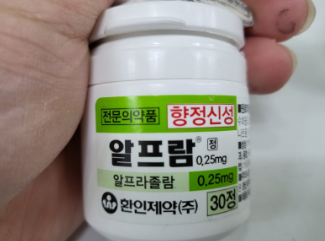 전문의약품 향정신성
알프람® 정 0.25mg
알프라졸람 0.25mg
환인제약(주) 30정